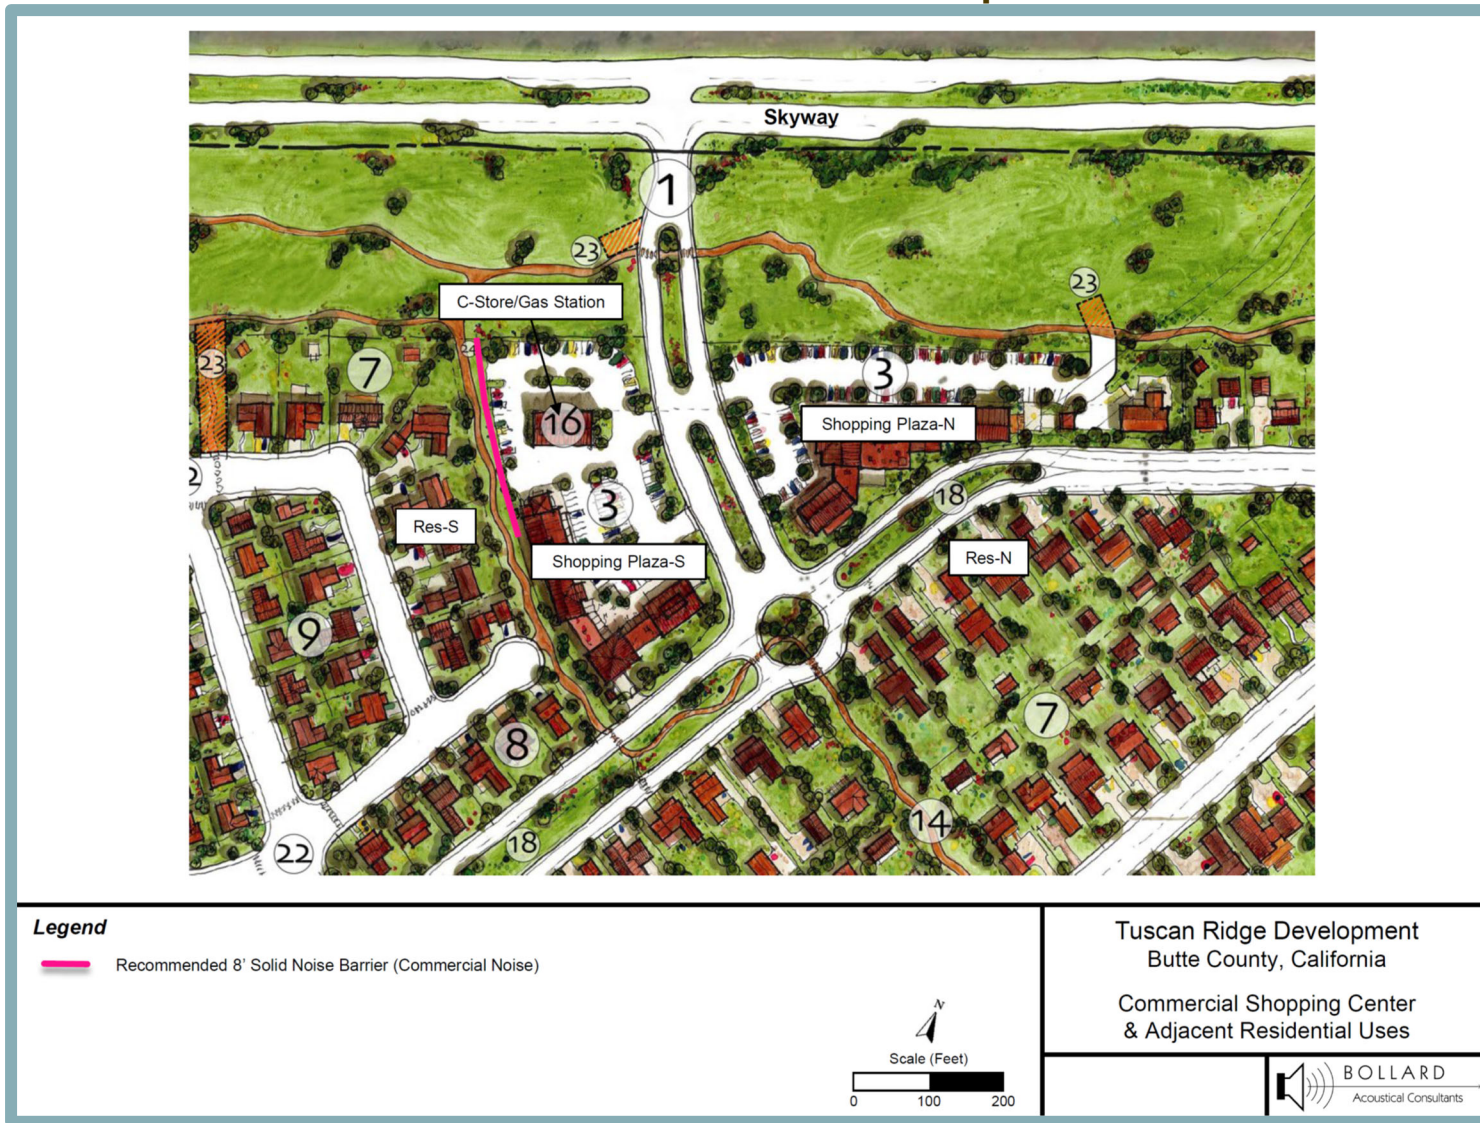 Skyway
1
23
23
C-Store/Gas Station
24
23
7
3
16
Shopping Plaza-N
2
18
3
Res-S
Shopping Plaza-S
Res-N
9
7
8
14
18
22
Legend
Recommended 8' Solid Noise Barrier (Commercial Noise)
N
Scale (Feet)
0 100 200
Tuscan Ridge Development
Butte County, California
Commercial Shopping Center
& Adjacent Residential Uses
BOLLARD
Acoustical Consultants